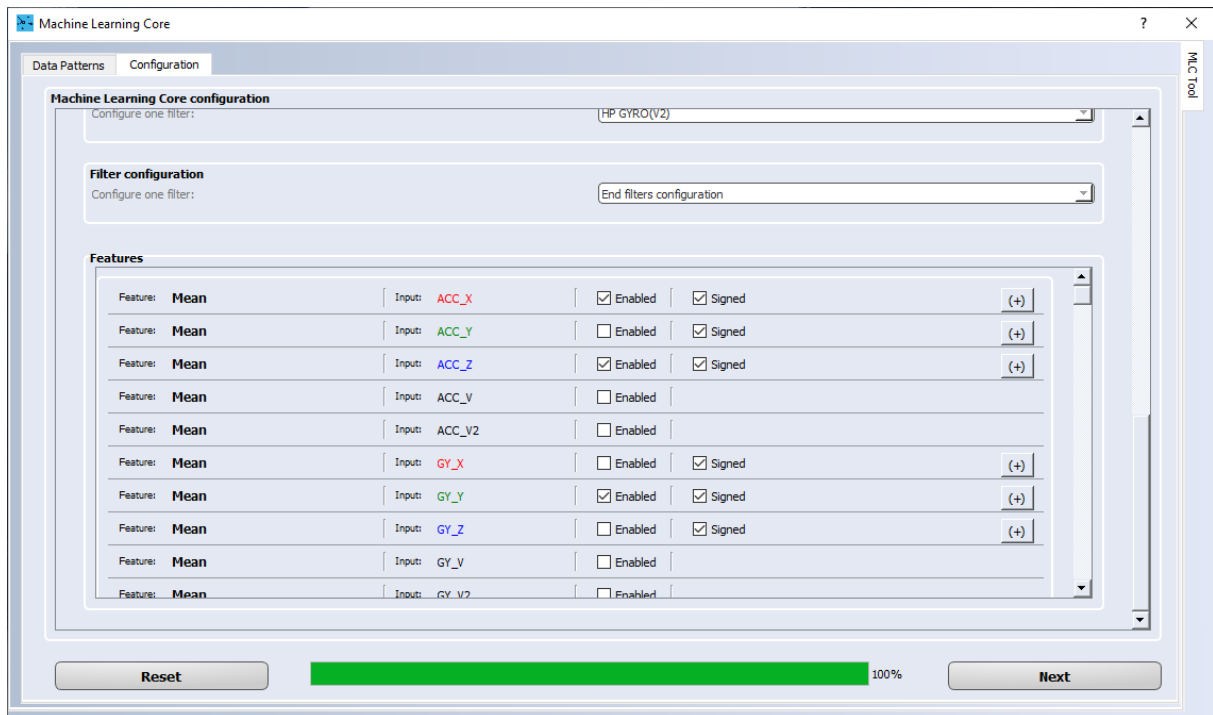 Machine Learning Core ? ×
Data Patterns Configuration
MLC Tool
Machine Learning Core configuration
Configure one filter: HP GYRO(V2)
Filter configuration
Configure one filter: End filters configuration
Features
Feature: Mean Input: ACC_X Enabled Signed (+)
Feature: Mean Input: ACC_Y Enabled Signed (+)
Feature: Mean Input: ACC_Z Enabled Signed (+)
Feature: Mean Input: ACC_V Enabled
Feature: Mean Input: ACC_V2 Enabled
Feature: Mean Input: GY_X Enabled Signed (+)
Feature: Mean Input: GY_Y Enabled Signed (+)
Feature: Mean Input: GY_Z Enabled Signed (+)
Feature: Mean Input: GY_V Enabled
Feature: Mean Input: GY_V2 Enabled
Reset 100% Next